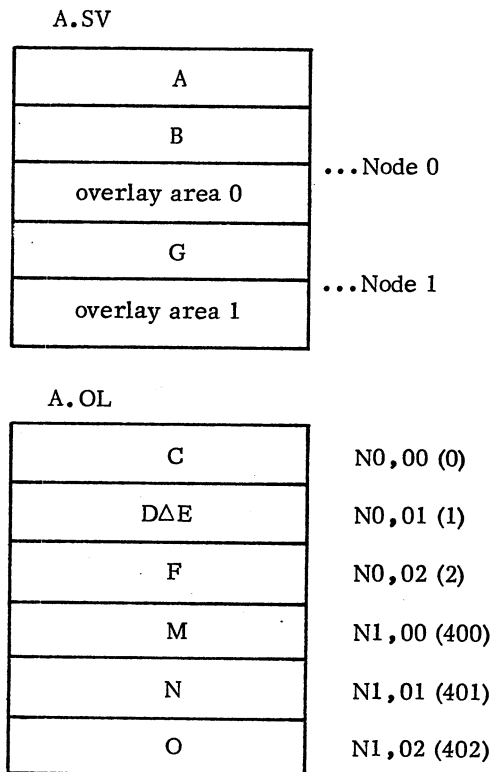 A.SV
A
B
...Node 0
overlay area 0
G
...Node 1
overlay area 1
A.OL
C N0,00 (0)
D△E N0,01 (1)
F N0,02 (2)
M N1,00 (400)
N N1,01 (401)
O N1,02 (402)